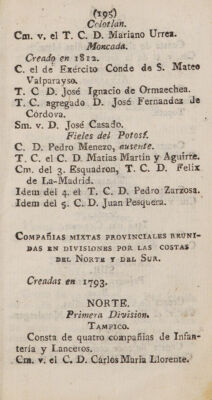 (195)
Colotlan.
Cm. v. el T. C. D. Mariano Urrea.
Moncada.
Creado en 1812.
C. el de Exército Conde de S. Mateo
Valparayso.
T. C D. José Ignacio de Ormaechea.
T. C. agregado D. José Fernandez de
Córdova.
Sm. v. D. José Casado.
Fieles del Potosí.
C. D. Pedro Menezo, ausente.
T. C. el C. D. Matias Martin y Aguirre.
Cm. del 3. Esquadron, T. C. D. Felix
de La-Madrid.
Idem del 4. el T. C. D. Pedro Zarzosa.
Idem del 5. C. D. Juan Pesquera.
COMPAÑIAS MIXTAS PROVINCIALES REUNI-
DAS EN DIVISIONES POR LAS COSTAS
DEL NORTE Y DEL SUR.
Creadas en 1793.
NORTE.
Primera Division.
TAMPICO.
Consta de quatro compañias de Infan-
tería y Lanceros.
Cm. v. el C. D. Cárlos María Llorente.